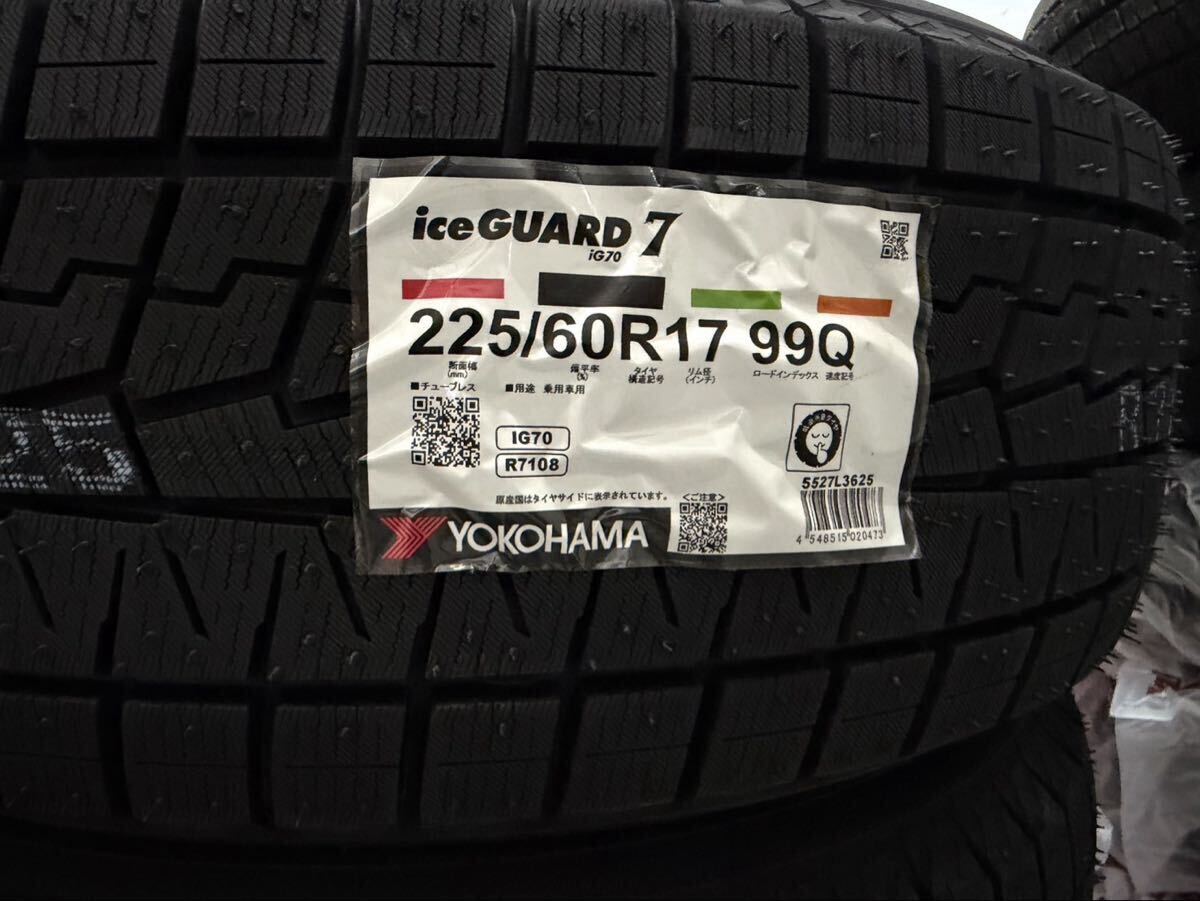 iceGUARD 7
iG70
225/60R17 99Q
断面幅
(mm)
偏平率
(%)
タイヤ
構造記号
リム径
(インチ)
ロードインデックス
速度記号
■チューブレス ■用途 乗用車用
IG70
R7108
原産国はタイヤサイドに表示されています。
<ご注意>
5527L3625
4 548515 020473
YOKOHAMA